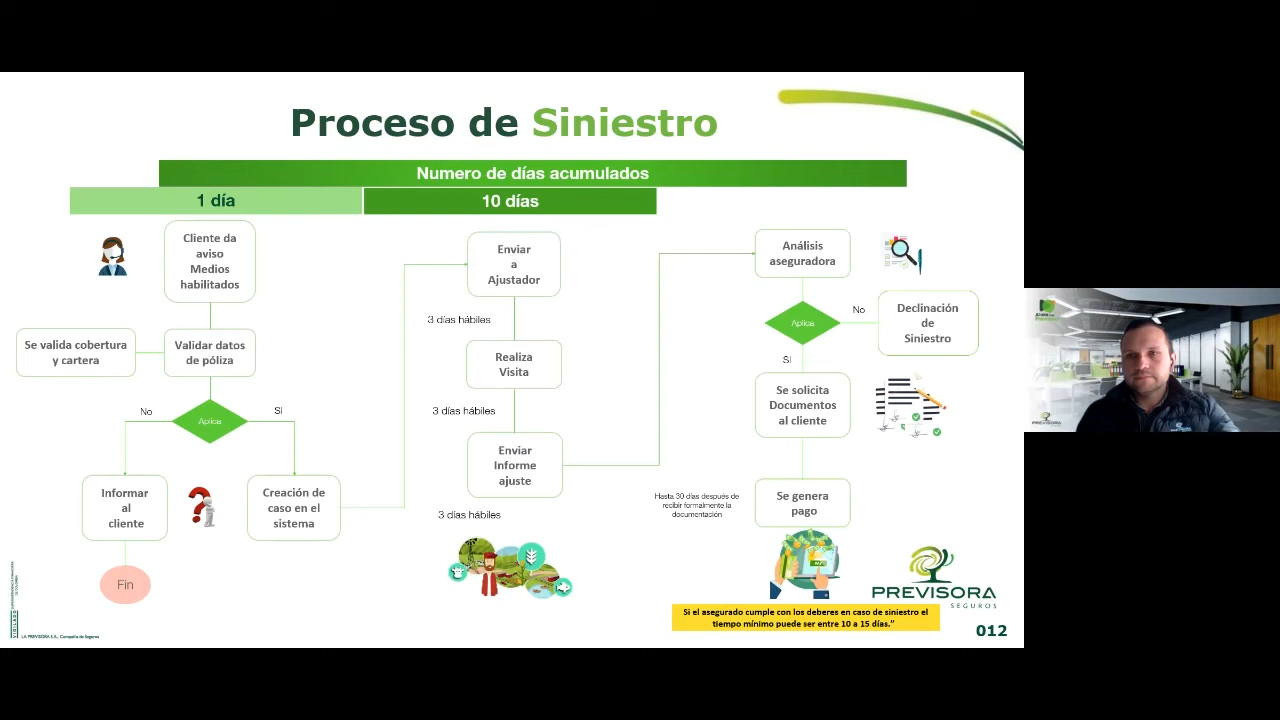 Proceso de Siniestro
Numero de días acumulados
1 día
10 días
Cliente da
aviso
Medios
habilitados
Se valida cobertura
y cartera
Validar datos
de póliza
No
SI
Aplica
Informar
al
cliente
Creación de
caso en el
sistema
Fin
Enviar
a
Ajustador
3 días hábiles
Realiza
Visita
3 días hábiles
Enviar
Informe
ajuste
3 días hábiles
Análisis
aseguradora
Aplica
No
Declinación
de
Siniestro
SI
Se solicita
Documentos
al cliente
Hasta 30 días después de
recibir formalmente la
documentación
Se genera
pago
PREVISORA
SEGUROS
Si el asegurado cumple con los deberes en caso de siniestro el
tiempo mínimo puede ser entre 10 a 15 días.”
012
VIGILADO
LA PREVISORA S.A., Compañía de Seguros
PREVISORA